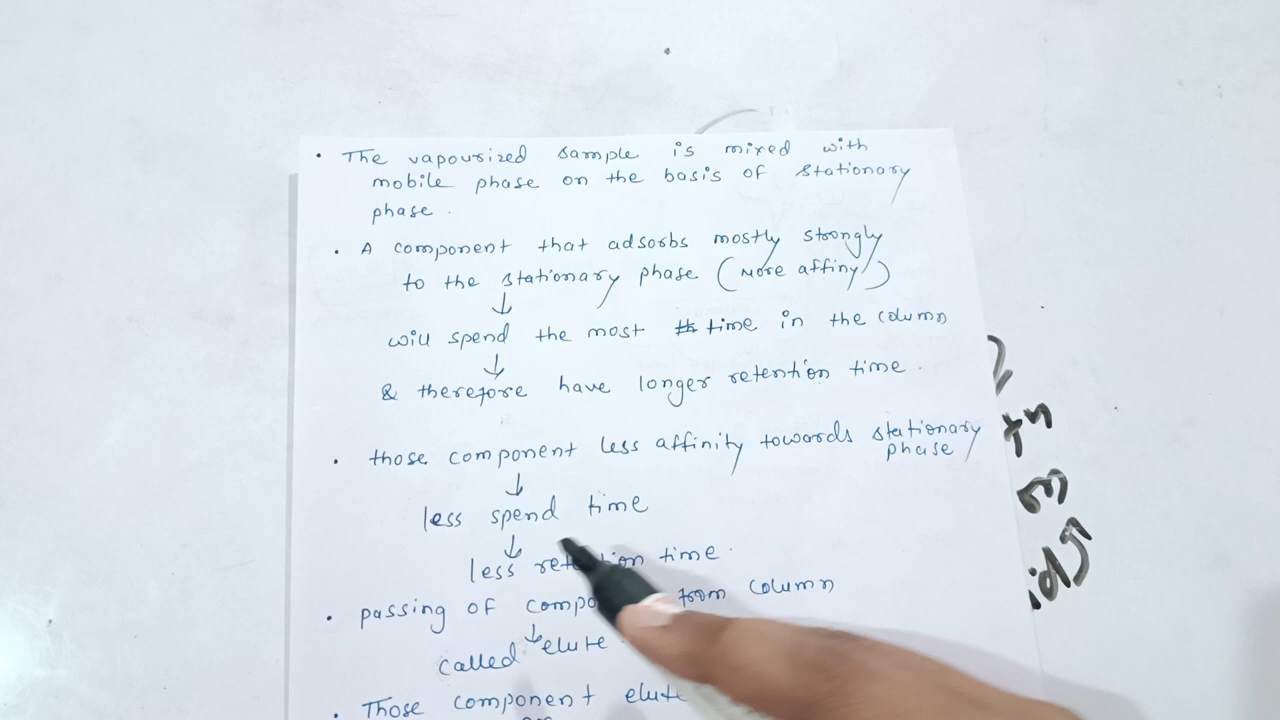 • The vapourized sample is mixed with
mobile phase on the basis of stationary
phase.
• A component that adsorbs mostly strongly
to the stationary phase (More affiny)
↓
will spend the most time in the column
↓
& therefore have longer retention time.
• those component less affinity towards stationary
phase
↓
less spend time
↓
less time.
• passing of from column
↓
called elute
• Those component